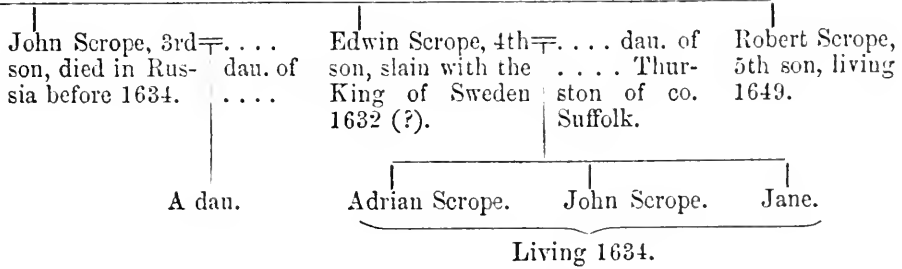 John Scrope, 3rd=. . . .
son, died in Rus- dau. of
sia before 1634. . . . .
Edwin Scrope, 4th=. . . . dau. of
son, slain with the . . . . Thur-
King of Sweden ston of co.
1632 (?). Suffolk.
Robert Scrope,
5th son, living
1649.
A dau.
Adrian Scrope. John Scrope. Jane.
Living 1634.